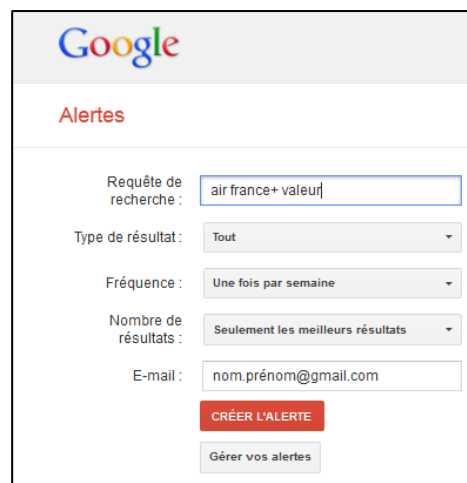 Google
Alertes
Requête de
recherche :
air france+ valeur
Type de résultat :
Tout
Fréquence :
Une fois par semaine
Nombre de
résultats :
Seulement les meilleurs résultats
E-mail :
nom.prénom@gmail.com
CRÉER L'ALERTE
Gérer vos alertes